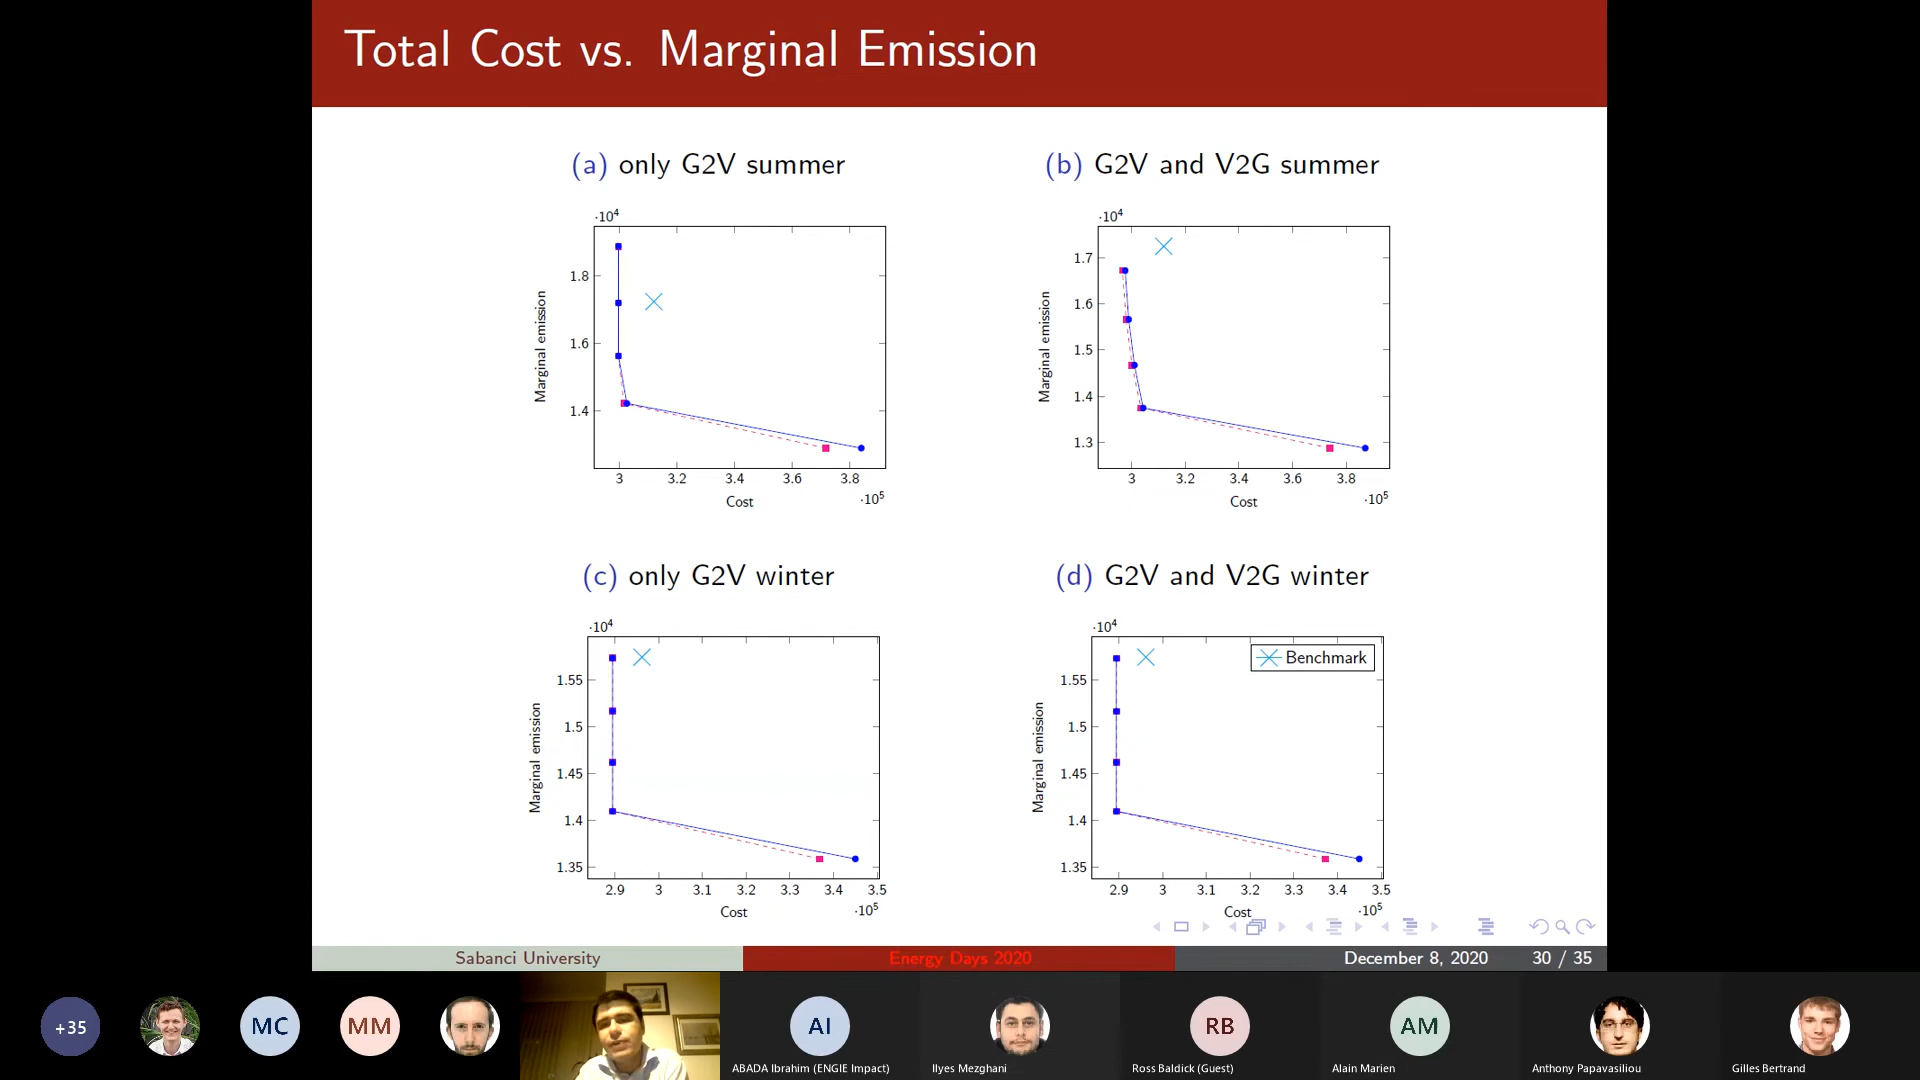 Total Cost vs. Marginal Emission
(a) only G2V summer
·10⁴
1.8
1.6
1.4
Marginal emission
3 3.2 3.4 3.6 3.8
Cost
·10⁵
(b) G2V and V2G summer
·10⁴
1.7
1.6
1.5
1.4
1.3
Marginal emission
3 3.2 3.4 3.6 3.8
Cost
·10⁵
(c) only G2V winter
·10⁴
1.55
1.5
1.45
1.4
1.35
Marginal emission
2.9 3 3.1 3.2 3.3 3.4 3.5
Cost
·10⁵
(d) G2V and V2G winter
·10⁴
Benchmark
1.55
1.5
1.45
1.4
1.35
Marginal emission
2.9 3 3.1 3.2 3.3 3.4 3.5
Cost
·10⁵
Sabanci University
Energy Days 2020
December 8, 2020 30 / 35
+35
MC
MM
AI
RB
AM
ABADA Ibrahim (ENGIE Impact)
Ilyes Mezghani
Ross Baldick (Guest)
Alain Marien
Anthony Papavasiliou
Gilles Bertrand